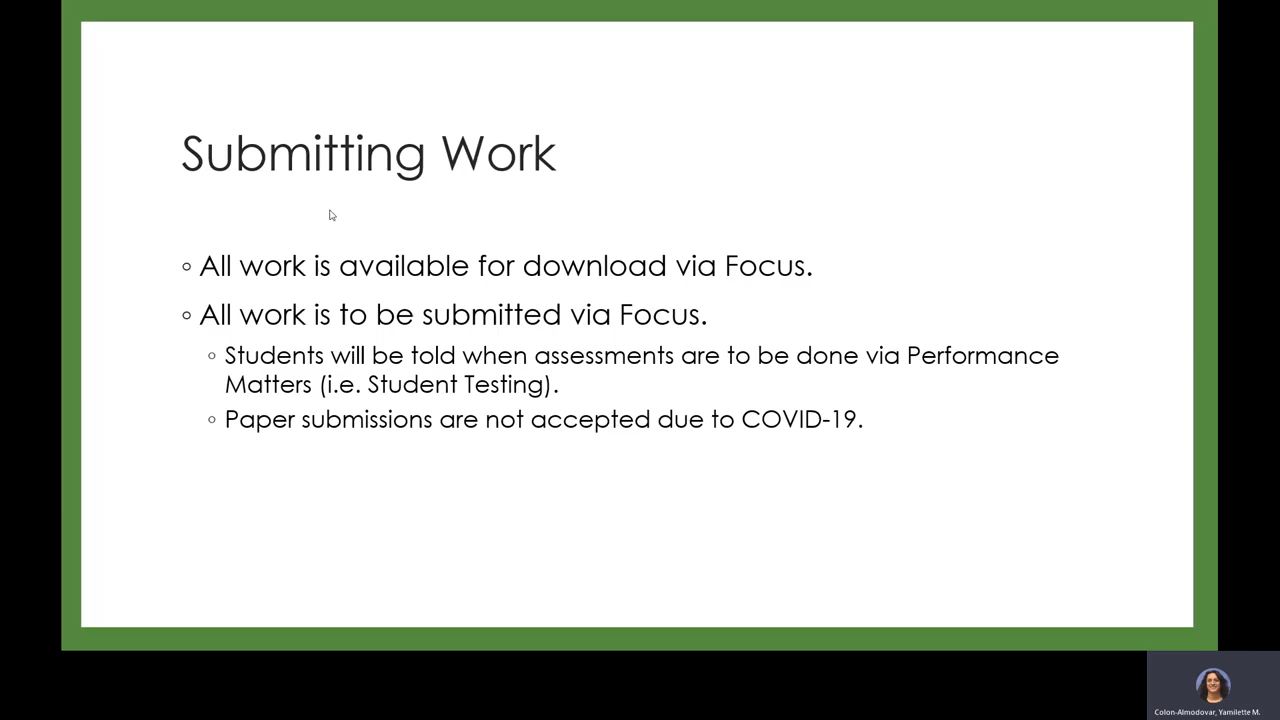 Submitting Work
◦ All work is available for download via Focus.
◦ All work is to be submitted via Focus.
◦ Students will be told when assessments are to be done via Performance
Matters (i.e. Student Testing).
◦ Paper submissions are not accepted due to COVID-19.
Colon-Almodovar, Yamilette M.